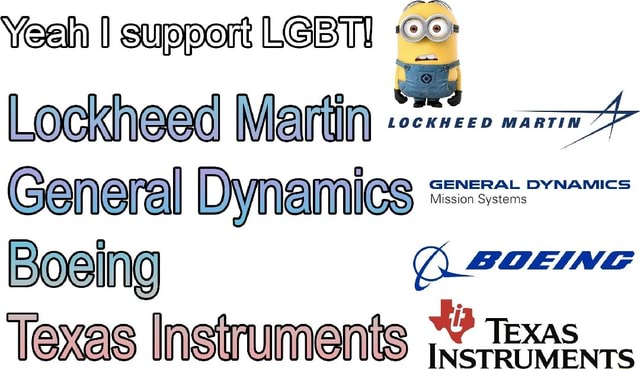 Yeah I support LGBT!
Lockheed Martin
LOCKHEED MARTIN
General Dynamics
GENERAL DYNAMICS
Mission Systems
Boeing
BOEING
Texas Instruments
TEXAS
INSTRUMENTS